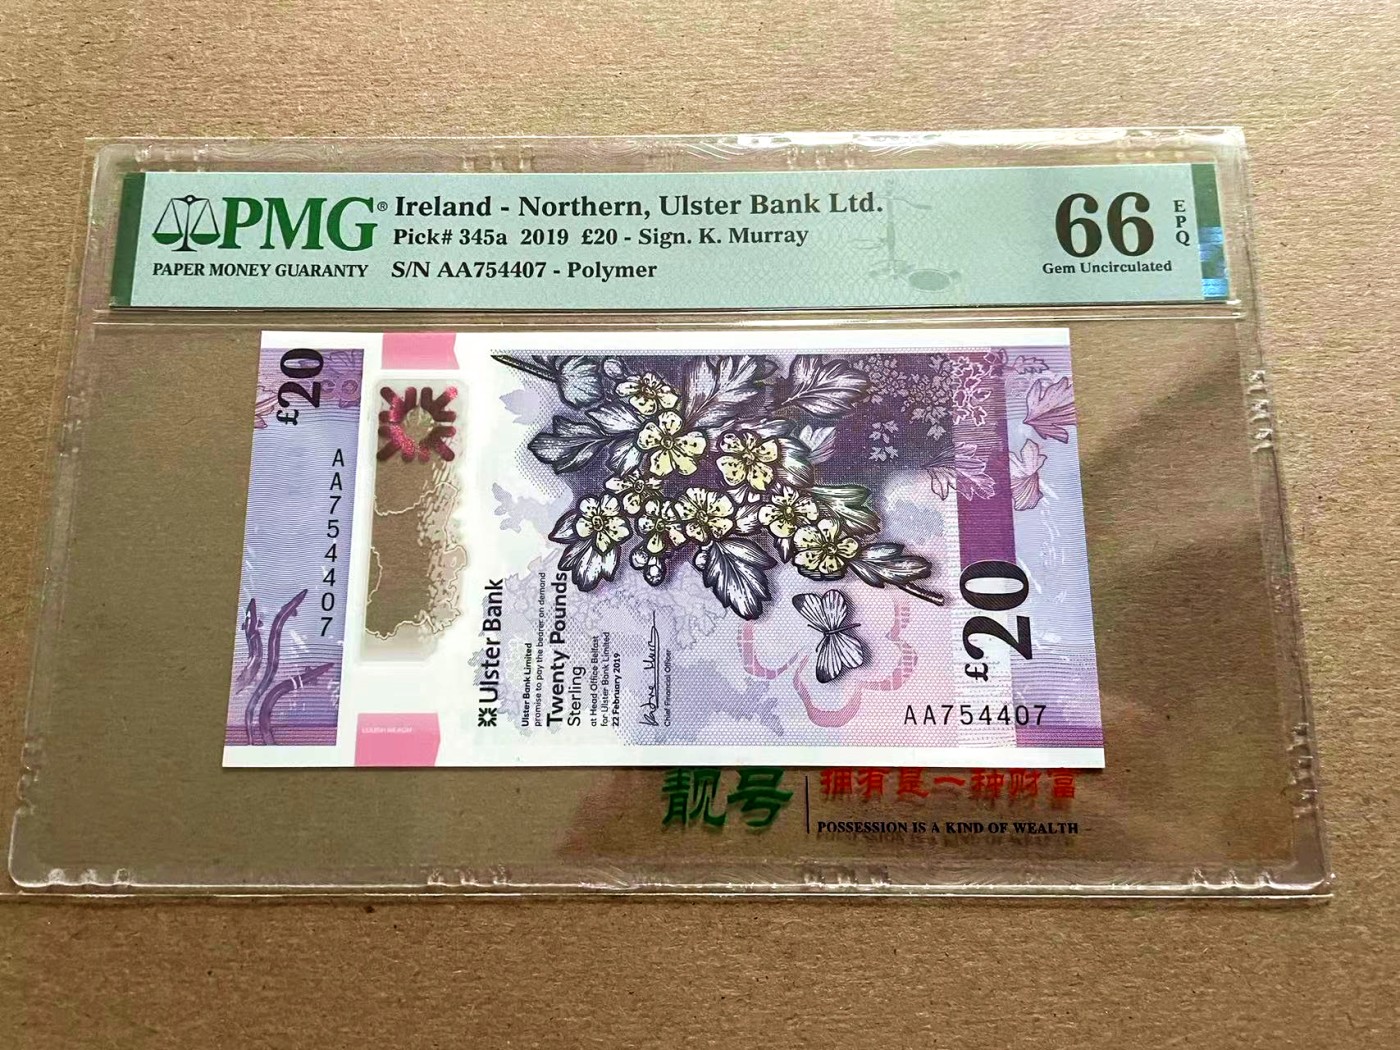 PMG® Ireland - Northern, Ulster Bank Ltd.
Pick# 345a 2019 £20 - Sign. K. Murray
PAPER MONEY GUARANTY S/N AA754407 - Polymer
66 EPQ
Gem Uncirculated
£20
AA754407
Ulster Bank
Ulster Bank Limited
promise to pay the bearer on demand
Twenty Pounds
Sterling
at Head Office Belfast
for Ulster Bank Limited
22 February 2019
Chief Financial Officer
£20
AA754407
靓号
拥有是一种财富
POSSESSION IS A KIND OF WEALTH